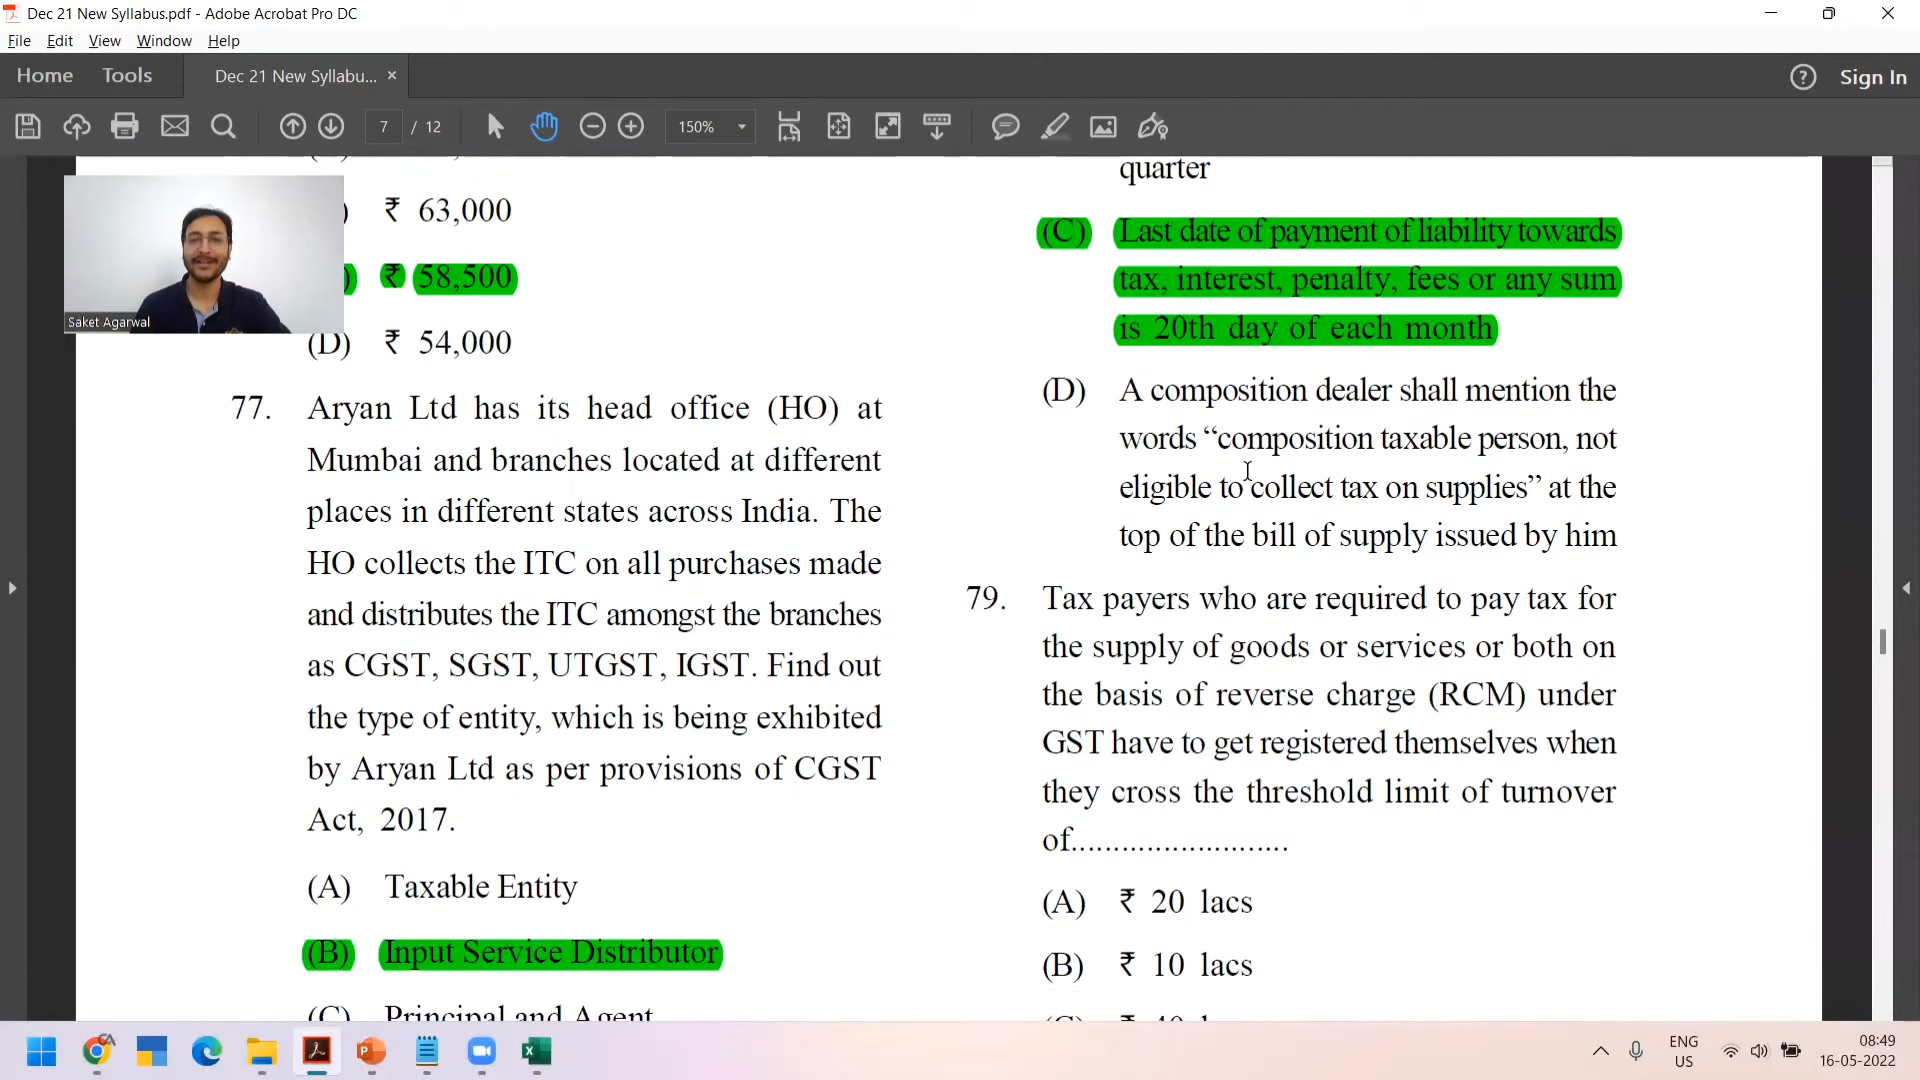 Dec 21 New Syllabus.pdf - Adobe Acrobat Pro DC
File Edit View Window Help
Home Tools Dec 21 New Syllabu... × Sign In
7 / 12 150%
₹ 63,000
₹ 58,500
Saket Agarwal
(D) ₹ 54,000
77. Aryan Ltd has its head office (HO) at
Mumbai and branches located at different
places in different states across India. The
HO collects the ITC on all purchases made
and distributes the ITC amongst the branches
as CGST, SGST, UTGST, IGST. Find out
the type of entity, which is being exhibited
by Aryan Ltd as per provisions of CGST
Act, 2017.
(A) Taxable Entity
(B) Input Service Distributor
(C) Principal and Agent
quarter
(C) Last date of payment of liability towards
tax, interest, penalty, fees or any sum
is 20th day of each month
(D) A composition dealer shall mention the
words “composition taxable person, not
eligible to collect tax on supplies” at the
top of the bill of supply issued by him
79. Tax payers who are required to pay tax for
the supply of goods or services or both on
the basis of reverse charge (RCM) under
GST have to get registered themselves when
they cross the threshold limit of turnover
of.........................
(A) ₹ 20 lacs
(B) ₹ 10 lacs
ENG
US
08:49
16-05-2022